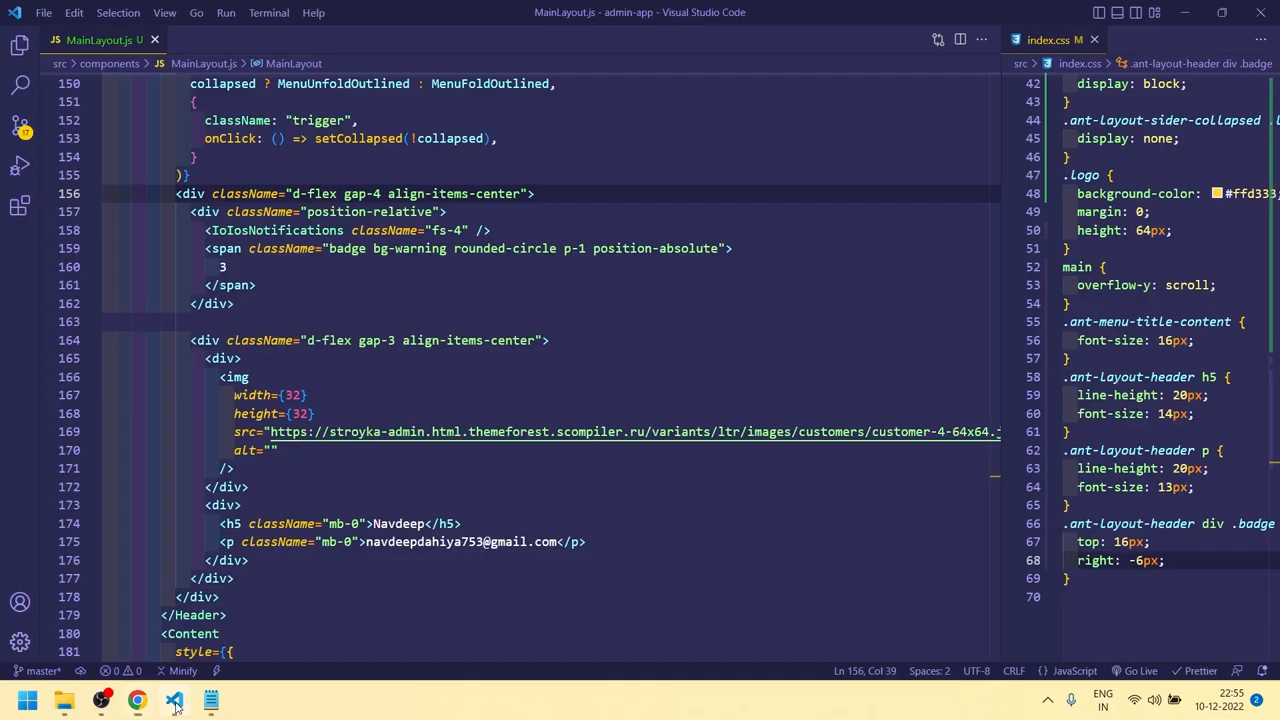 File Edit Selection View Go Run Terminal Help
MainLayout.js - admin-app - Visual Studio Code
MainLayout.js U
index.css M
src > components > MainLayout.js > MainLayout
src > index.css > .ant-layout-header div .badge
150 collapsed ? MenuUnfoldOutlined : MenuFoldOutlined,
151 {
152 className: "trigger",
153 onClick: () => setCollapsed(!collapsed),
154 }
155 )}
156 <div className="d-flex gap-4 align-items-center">
157 <div className="position-relative">
158 <IoIosNotifications className="fs-4" />
159 <span className="badge bg-warning rounded-circle p-1 position-absolute">
160 3
161 </span>
162 </div>
163
164 <div className="d-flex gap-3 align-items-center">
165 <div>
166 <img
167 width={32}
168 height={32}
169 src="https://stroyka-admin.html.themeforest.scompiler.ru/variants/ltr/images/customers/customer-4-64x64.j
170 alt=""
171 />
172 </div>
173 <div>
174 <h5 className="mb-0">Navdeep</h5>
175 <p className="mb-0">navdeepdahiya753@gmail.com</p>
176 </div>
177 </div>
178 </div>
179 </Header>
180 <Content
181 style={{
42 display: block;
43 }
44 .ant-layout-sider-collapsed .l
45 display: none;
46 }
47 .logo {
48 background-color: #ffd333;
49 margin: 0;
50 height: 64px;
51 }
52 main {
53 overflow-y: scroll;
54 }
55 .ant-menu-title-content {
56 font-size: 16px;
57 }
58 .ant-layout-header h5 {
59 line-height: 20px;
60 font-size: 14px;
61 }
62 .ant-layout-header p {
63 line-height: 20px;
64 font-size: 13px;
65 }
66 .ant-layout-header div .badge
67 top: 16px;
68 right: -6px;
69 }
70
17
master* 0 0 Minify
Ln 156, Col 39 Spaces: 2 UTF-8 CRLF {} JavaScript Go Live Prettier
ENG
IN
22:55
10-12-2022
2